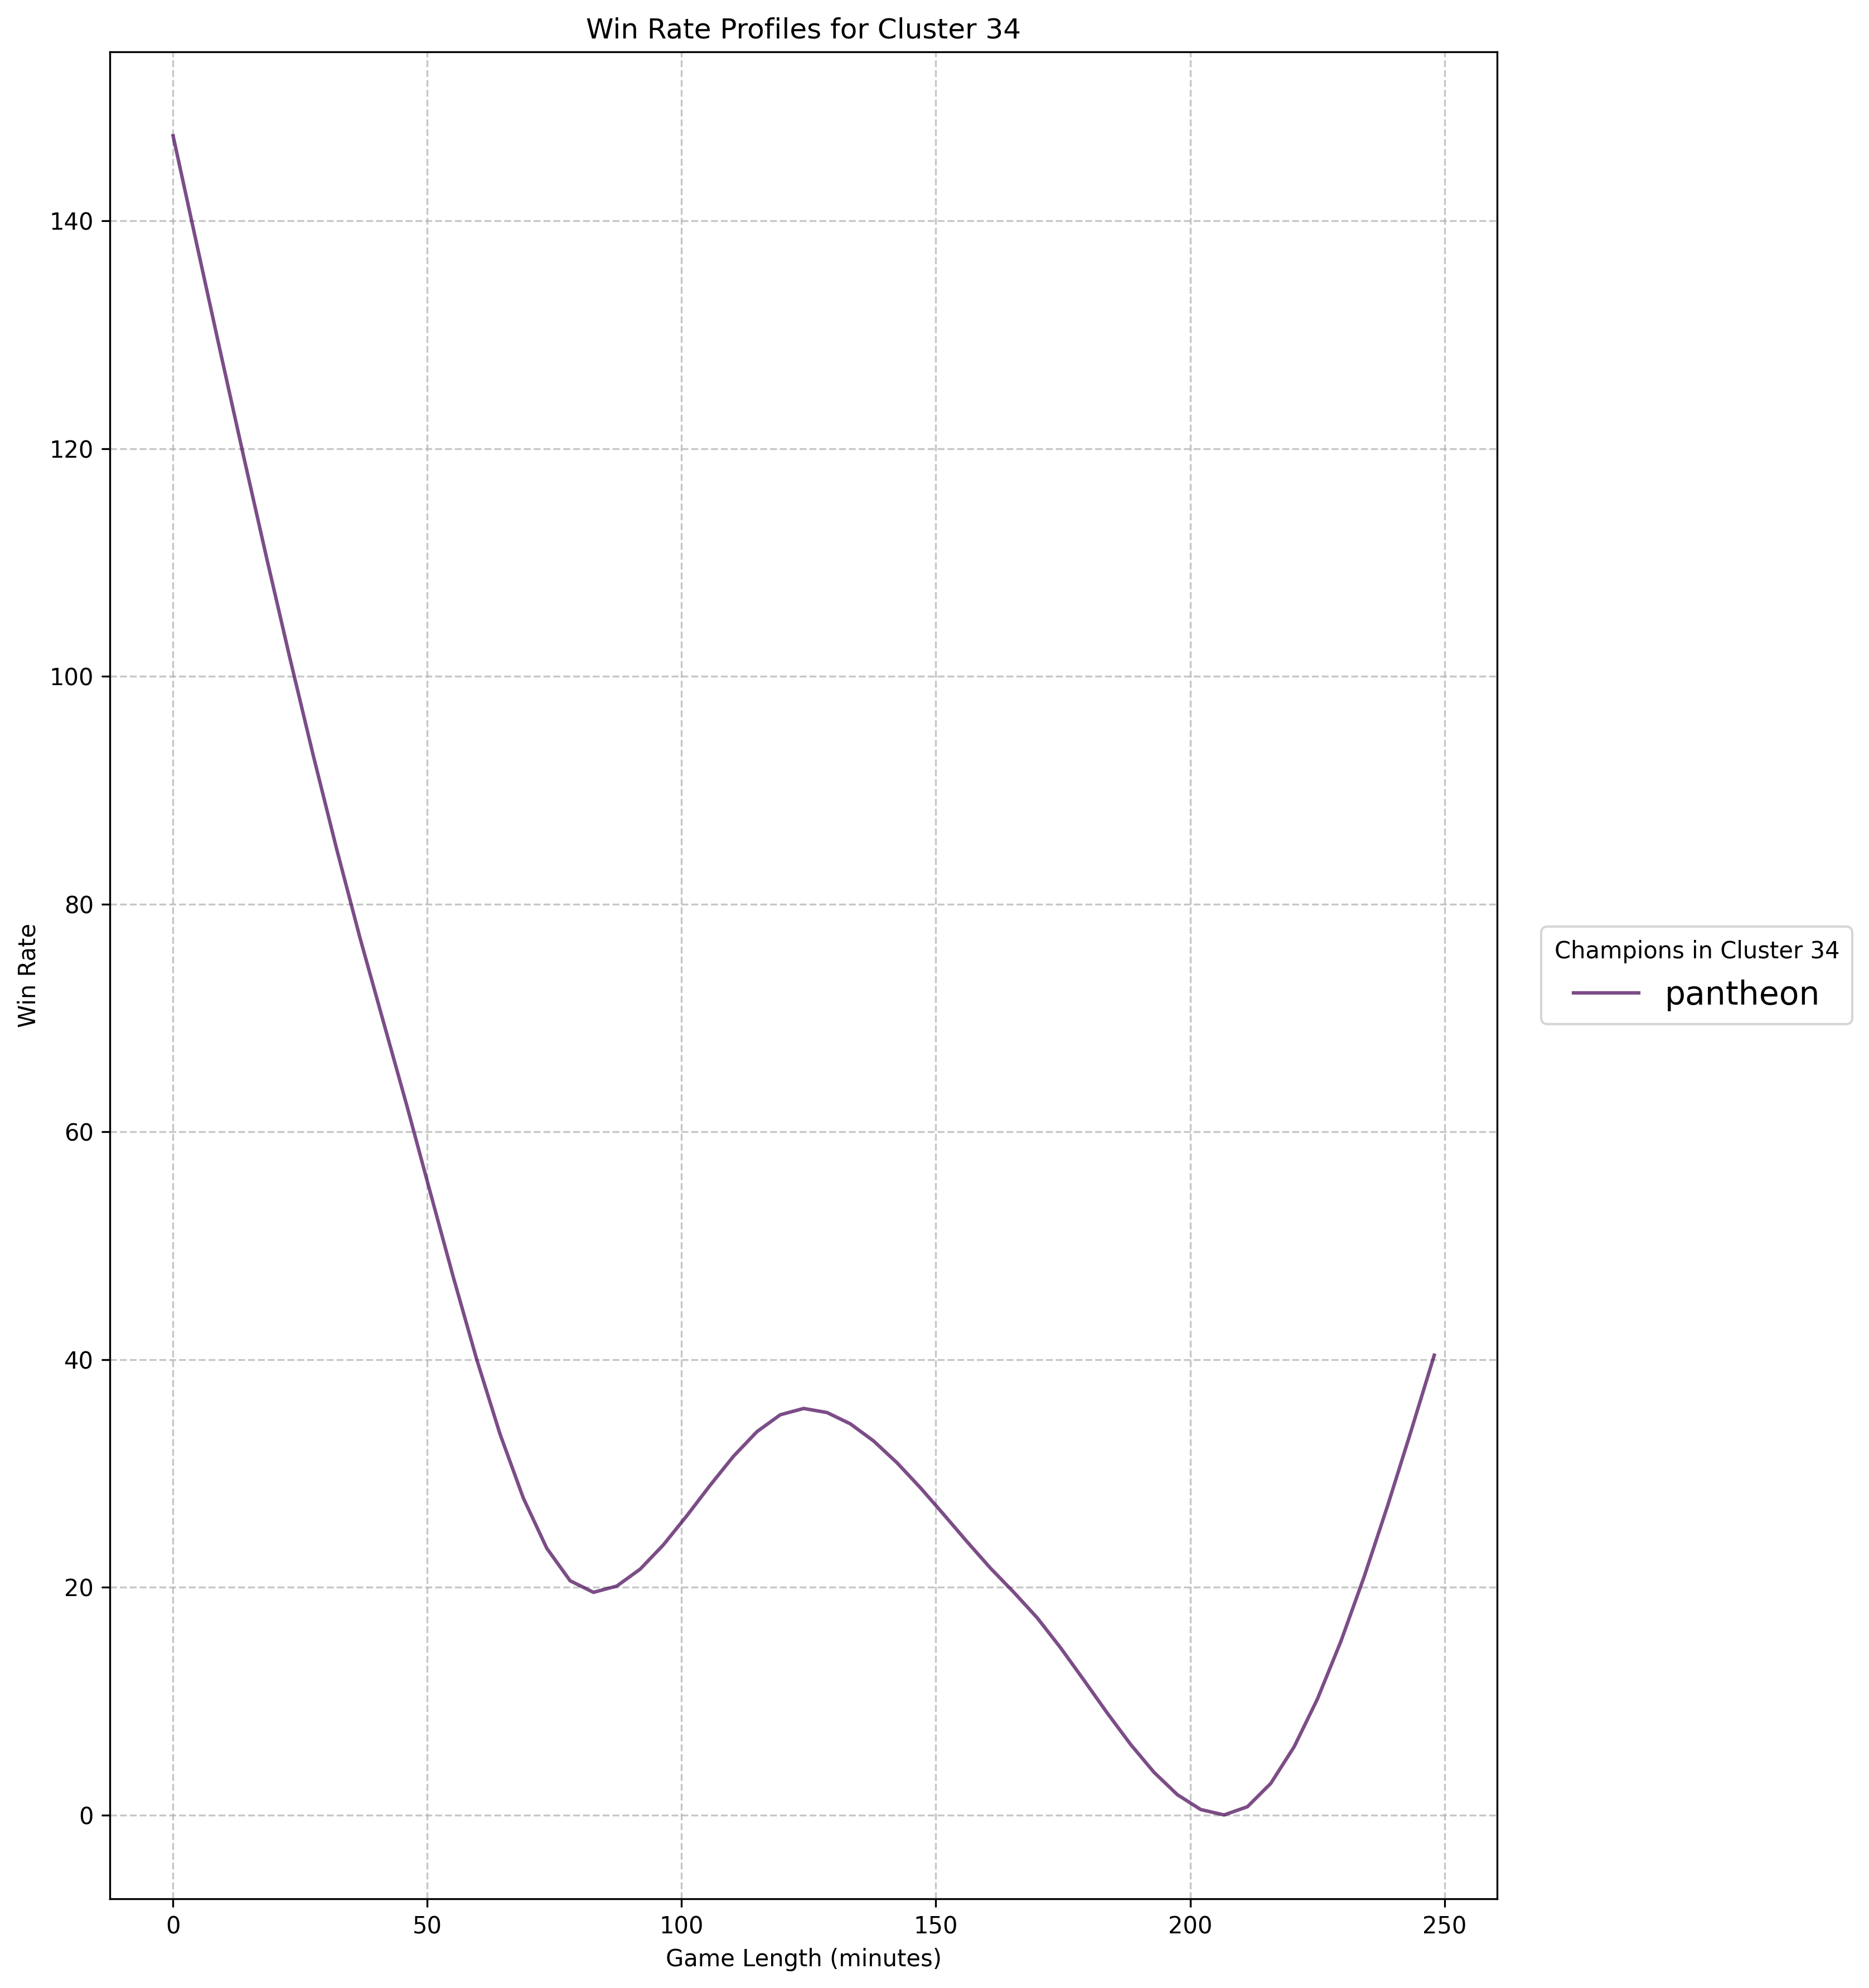 Win Rate Profiles for Cluster 34
Win Rate
140
120
100
80
60
40
20
0
0 50 100 150 200 250
Game Length (minutes)
Champions in Cluster 34
pantheon